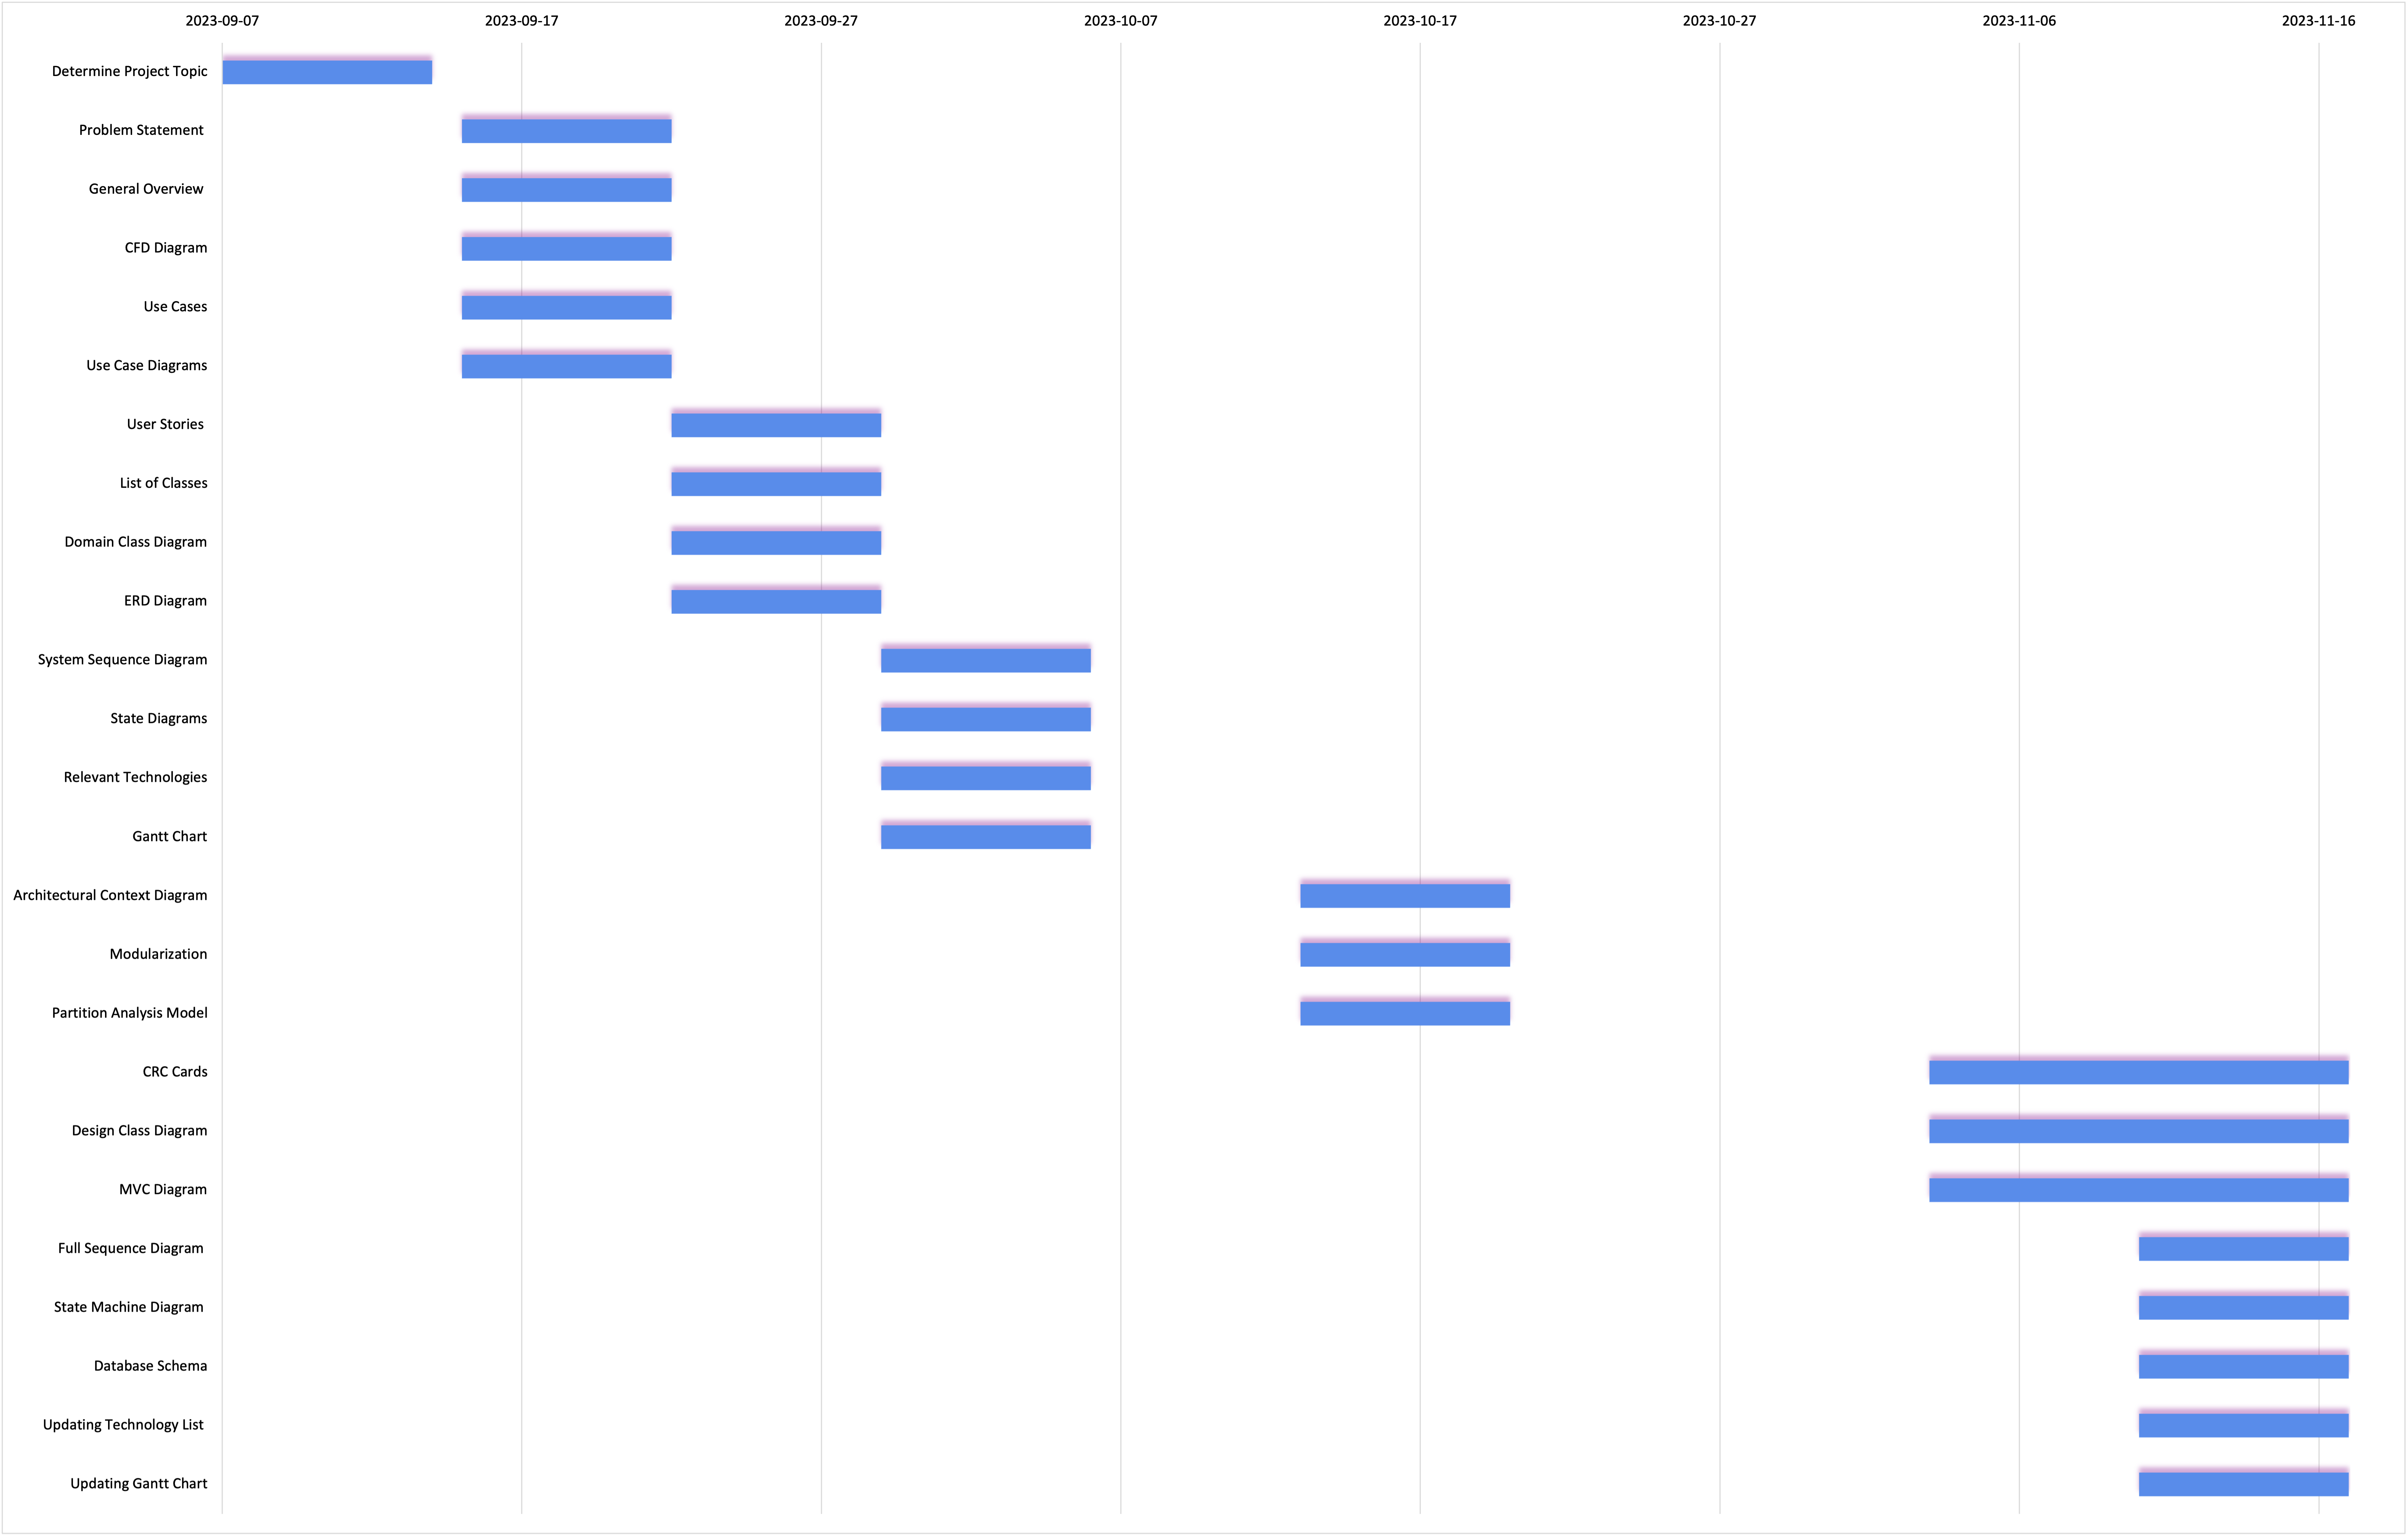 2023-09-07 2023-09-17 2023-09-27 2023-10-07 2023-10-17 2023-10-27 2023-11-06 2023-11-16
Determine Project Topic
Problem Statement
General Overview
CFD Diagram
Use Cases
Use Case Diagrams
User Stories
List of Classes
Domain Class Diagram
ERD Diagram
System Sequence Diagram
State Diagrams
Relevant Technologies
Gantt Chart
Architectural Context Diagram
Modularization
Partition Analysis Model
CRC Cards
Design Class Diagram
MVC Diagram
Full Sequence Diagram
State Machine Diagram
Database Schema
Updating Technology List
Updating Gantt Chart